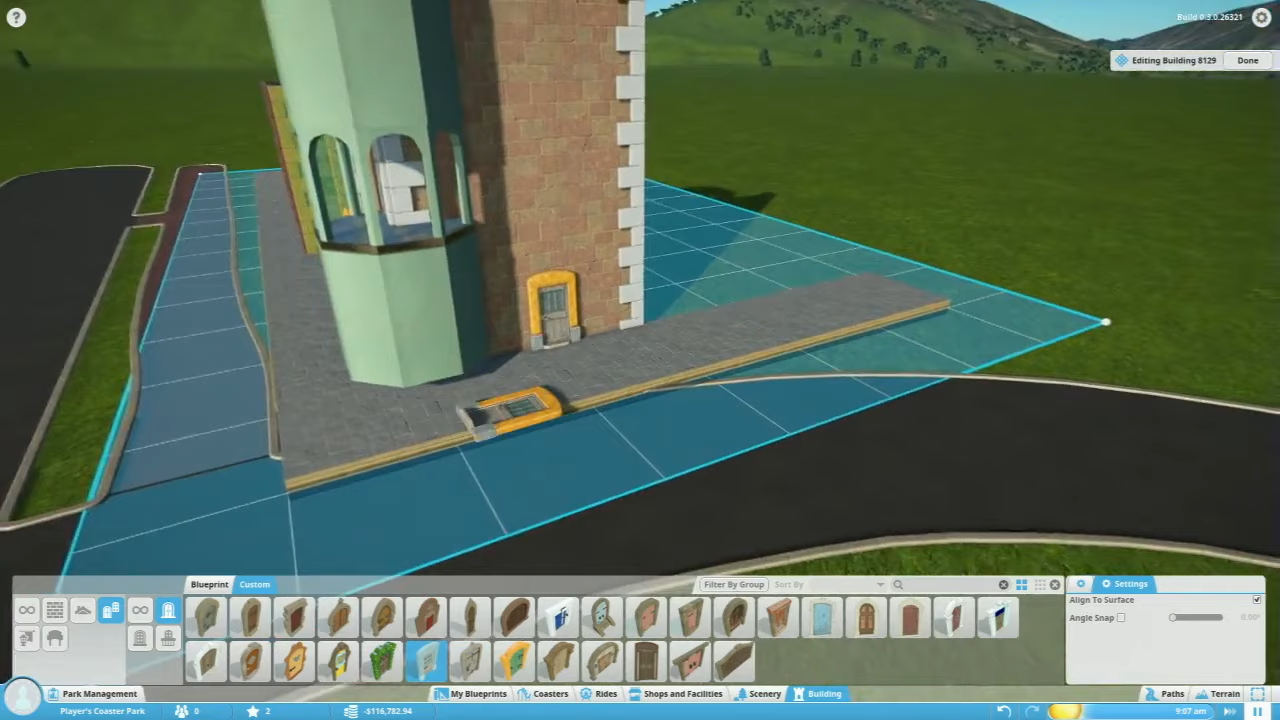 ?
Build 0.3.0.26321
Editing Building 8129 Done
Blueprint Custom Filter By Group Sort By Settings
Align To Surface
Angle Snap 0.00°
Park Management My Blueprints Coasters Rides Shops and Facilities Scenery Building Paths Terrain
Player's Coaster Park 0 2 -$116,782.94 9:07 am